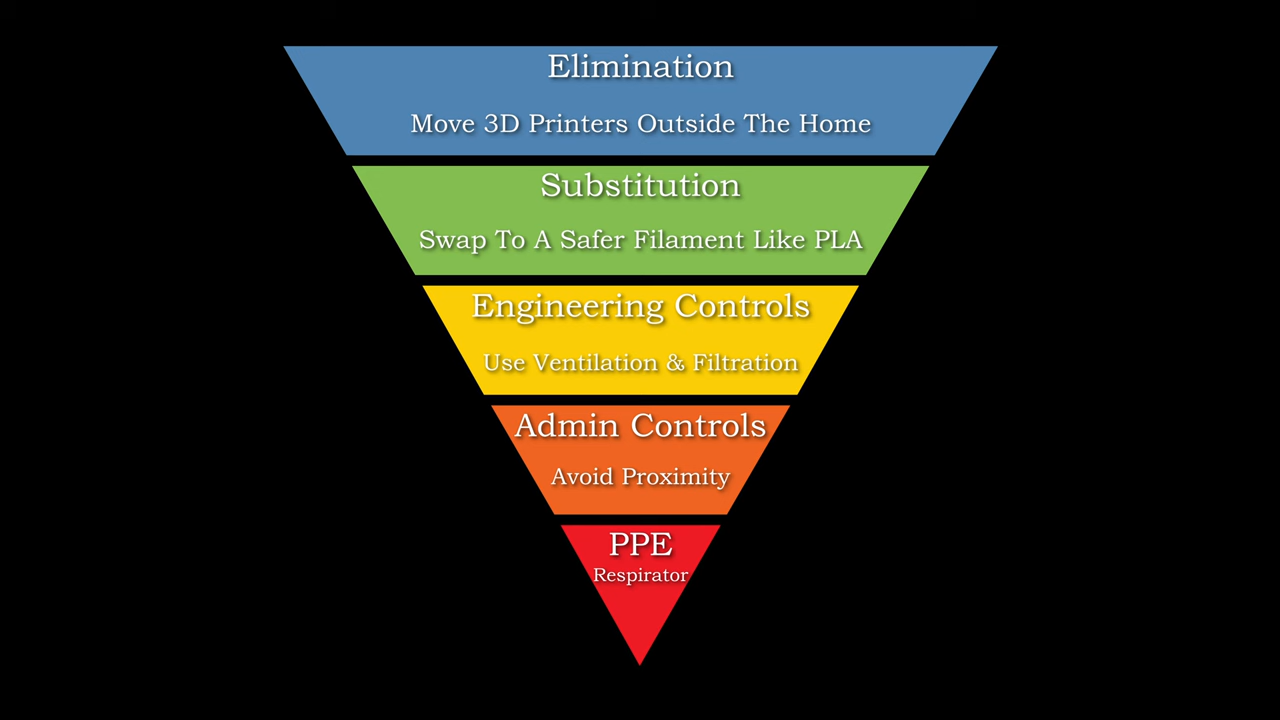 Elimination
Move 3D Printers Outside The Home
Substitution
Swap To A Safer Filament Like PLA
Engineering Controls
Use Ventilation & Filtration
Admin Controls
Avoid Proximity
PPE
Respirator